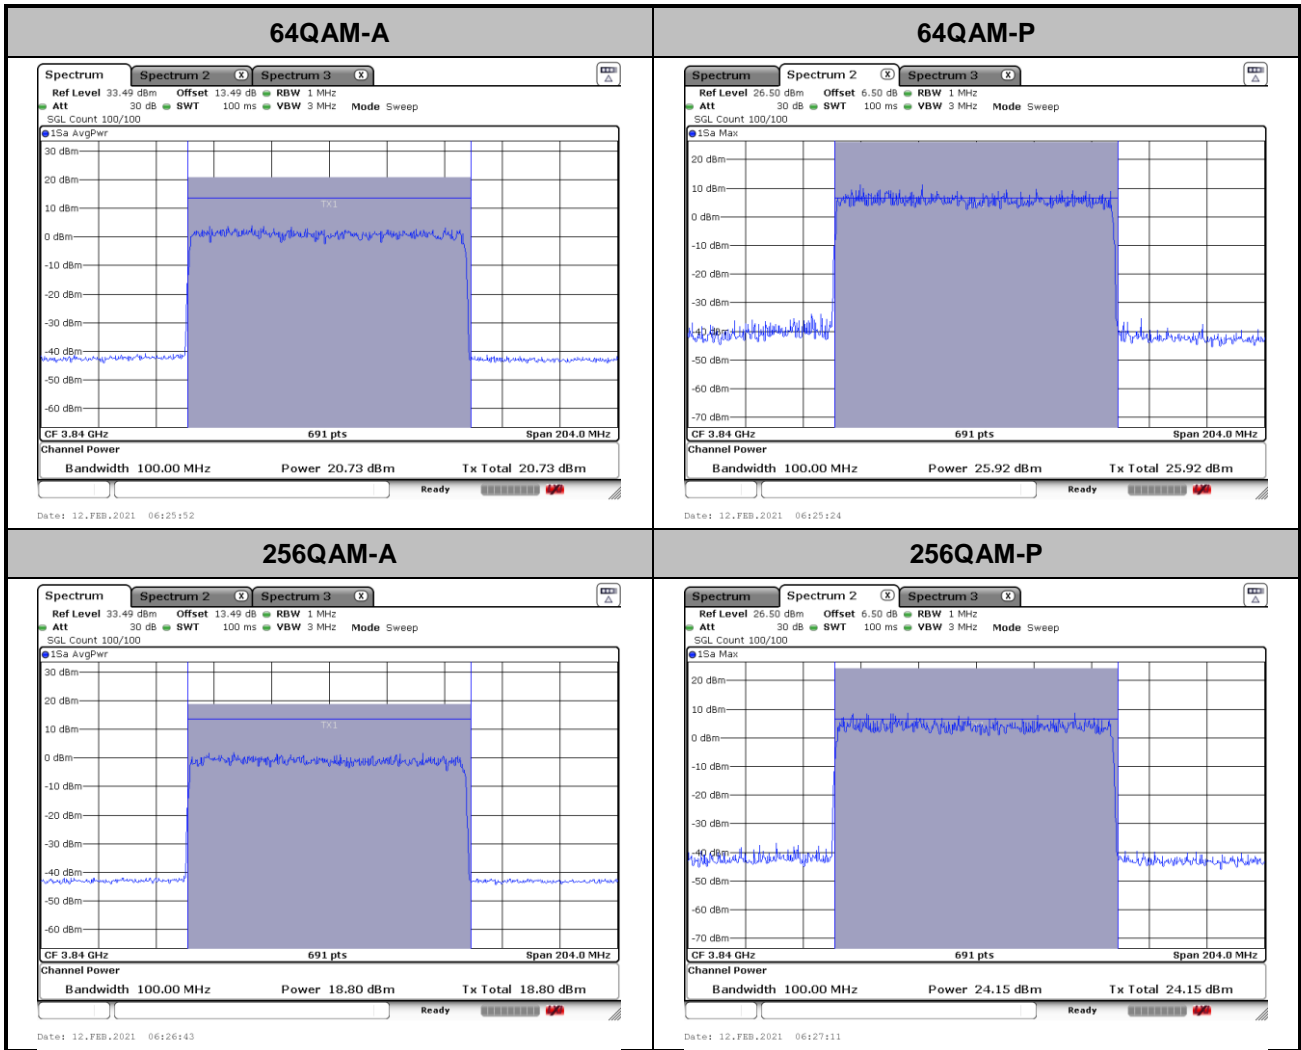 64QAM-A
64QAM-P
Spectrum Spectrum 2 X Spectrum 3 X
Ref Level 33.49 dBm Offset 13.49 dB RBW 1 MHz
Att 30 dB SWT 100 ms VBW 3 MHz Mode Sweep
SGL Count 100/100
1Sa AvgPwr
30 dBm
20 dBm
TX1
10 dBm
0 dBm
-10 dBm
-20 dBm
-30 dBm
-40 dBm
-50 dBm
-60 dBm
CF 3.84 GHz 691 pts Span 204.0 MHz
Channel Power
Bandwidth 100.00 MHz Power 20.73 dBm Tx Total 20.73 dBm
Ready
Date: 12.FEB.2021 06:25:52
Spectrum Spectrum 2 X Spectrum 3 X
Ref Level 26.50 dBm Offset 6.50 dB RBW 1 MHz
Att 30 dB SWT 100 ms VBW 3 MHz Mode Sweep
SGL Count 100/100
1Sa Max
20 dBm
10 dBm
0 dBm
-10 dBm
-20 dBm
-30 dBm
-40 dBm
-50 dBm
-60 dBm
-70 dBm
CF 3.84 GHz 691 pts Span 204.0 MHz
Channel Power
Bandwidth 100.00 MHz Power 25.92 dBm Tx Total 25.92 dBm
Ready
Date: 12.FEB.2021 06:25:24
256QAM-A
256QAM-P
Spectrum Spectrum 2 X Spectrum 3 X
Ref Level 33.49 dBm Offset 13.49 dB RBW 1 MHz
Att 30 dB SWT 100 ms VBW 3 MHz Mode Sweep
SGL Count 100/100
1Sa AvgPwr
30 dBm
20 dBm
TX1
10 dBm
0 dBm
-10 dBm
-20 dBm
-30 dBm
-40 dBm
-50 dBm
-60 dBm
CF 3.84 GHz 691 pts Span 204.0 MHz
Channel Power
Bandwidth 100.00 MHz Power 18.80 dBm Tx Total 18.80 dBm
Ready
Date: 12.FEB.2021 06:26:43
Spectrum Spectrum 2 X Spectrum 3 X
Ref Level 26.50 dBm Offset 6.50 dB RBW 1 MHz
Att 30 dB SWT 100 ms VBW 3 MHz Mode Sweep
SGL Count 100/100
1Sa Max
20 dBm
10 dBm
0 dBm
-10 dBm
-20 dBm
-30 dBm
-40 dBm
-50 dBm
-60 dBm
-70 dBm
CF 3.84 GHz 691 pts Span 204.0 MHz
Channel Power
Bandwidth 100.00 MHz Power 24.15 dBm Tx Total 24.15 dBm
Ready
Date: 12.FEB.2021 06:27:11